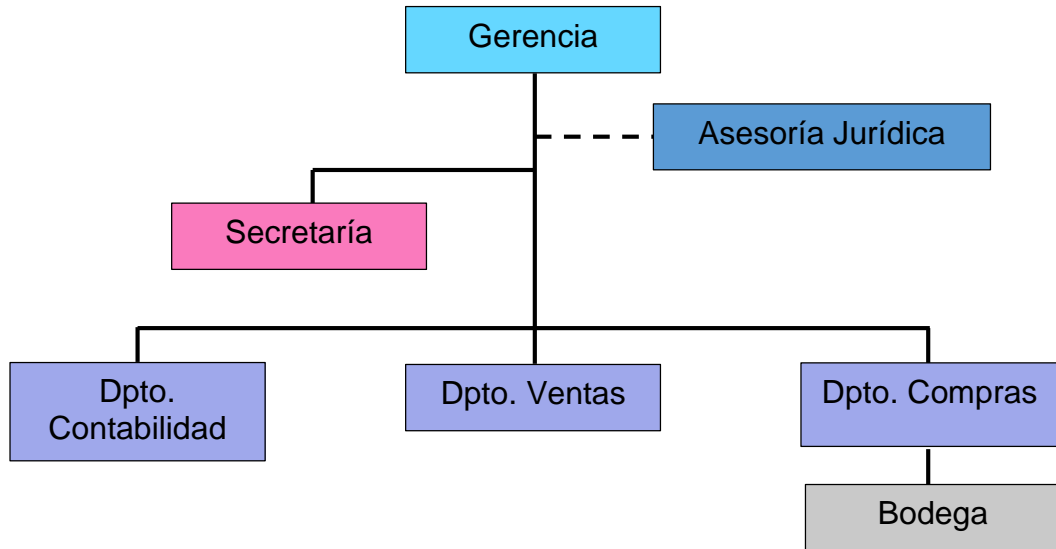 Gerencia
Asesoría Jurídica
Secretaría
Dpto.
Contabilidad
Dpto. Ventas
Dpto. Compras
Bodega